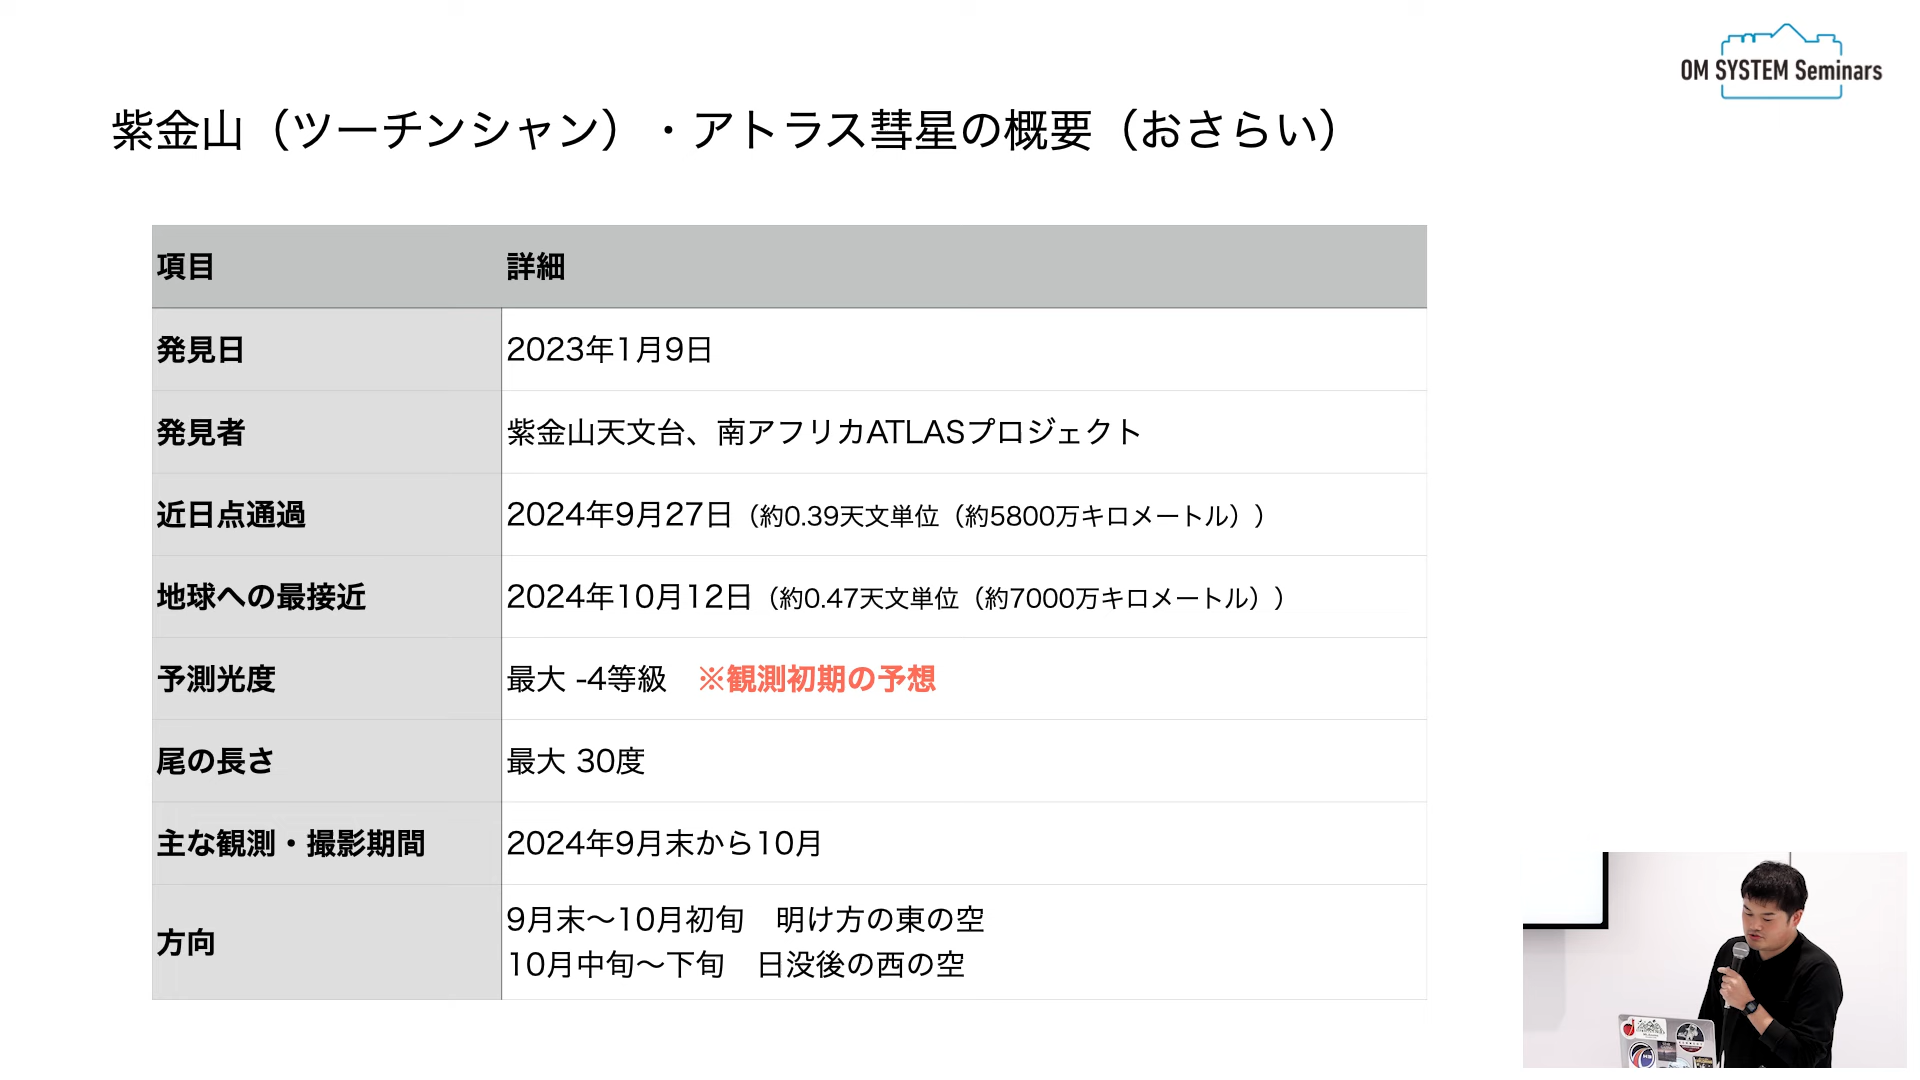 OM SYSTEM Seminars
紫金山（ツーチンシャン）・アトラス彗星の概要（おさらい）
項目 詳細
発見日 2023年1月9日
発見者 紫金山天文台、南アフリカATLASプロジェクト
近日点通過 2024年9月27日（約0.39天文単位（約5800万キロメートル））
地球への最接近 2024年10月12日（約0.47天文単位（約7000万キロメートル））
予測光度 最大 -4等級　※観測初期の予想
尾の長さ 最大 30度
主な観測・撮影期間 2024年9月末から10月
方向 9月末〜10月初旬　明け方の東の空
10月中旬〜下旬　日没後の西の空